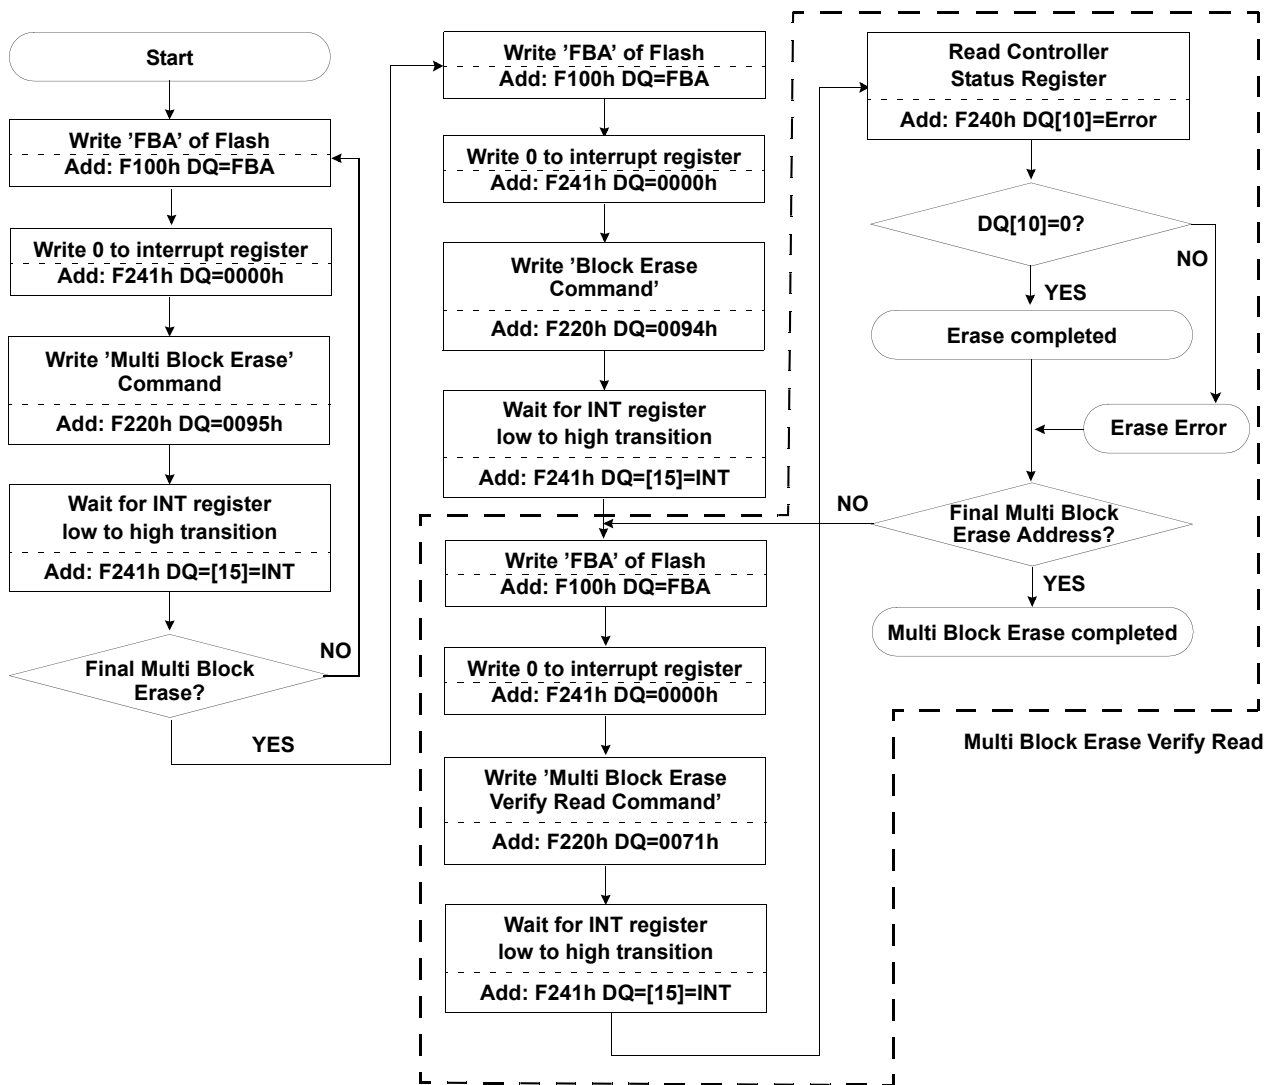 Start
Write ’FBA’ of Flash
Add: F100h DQ=FBA
Write 0 to interrupt register
Add: F241h DQ=0000h
Write ’Multi Block Erase’
Command
Add: F220h DQ=0095h
Wait for INT register
low to high transition
Add: F241h DQ=[15]=INT
Final Multi Block
Erase?
NO
YES
Write ’FBA’ of Flash
Add: F100h DQ=FBA
Write 0 to interrupt register
Add: F241h DQ=0000h
Write ’Block Erase
Command’
Add: F220h DQ=0094h
Wait for INT register
low to high transition
Add: F241h DQ=[15]=INT
Write ’FBA’ of Flash
Add: F100h DQ=FBA
Write 0 to interrupt register
Add: F241h DQ=0000h
Write ’Multi Block Erase
Verify Read Command’
Add: F220h DQ=0071h
Wait for INT register
low to high transition
Add: F241h DQ=[15]=INT
Read Controller
Status Register
Add: F240h DQ[10]=Error
DQ[10]=0?
NO
YES
Erase completed
Erase Error
Final Multi Block
Erase Address?
NO
YES
Multi Block Erase completed
Multi Block Erase Verify Read